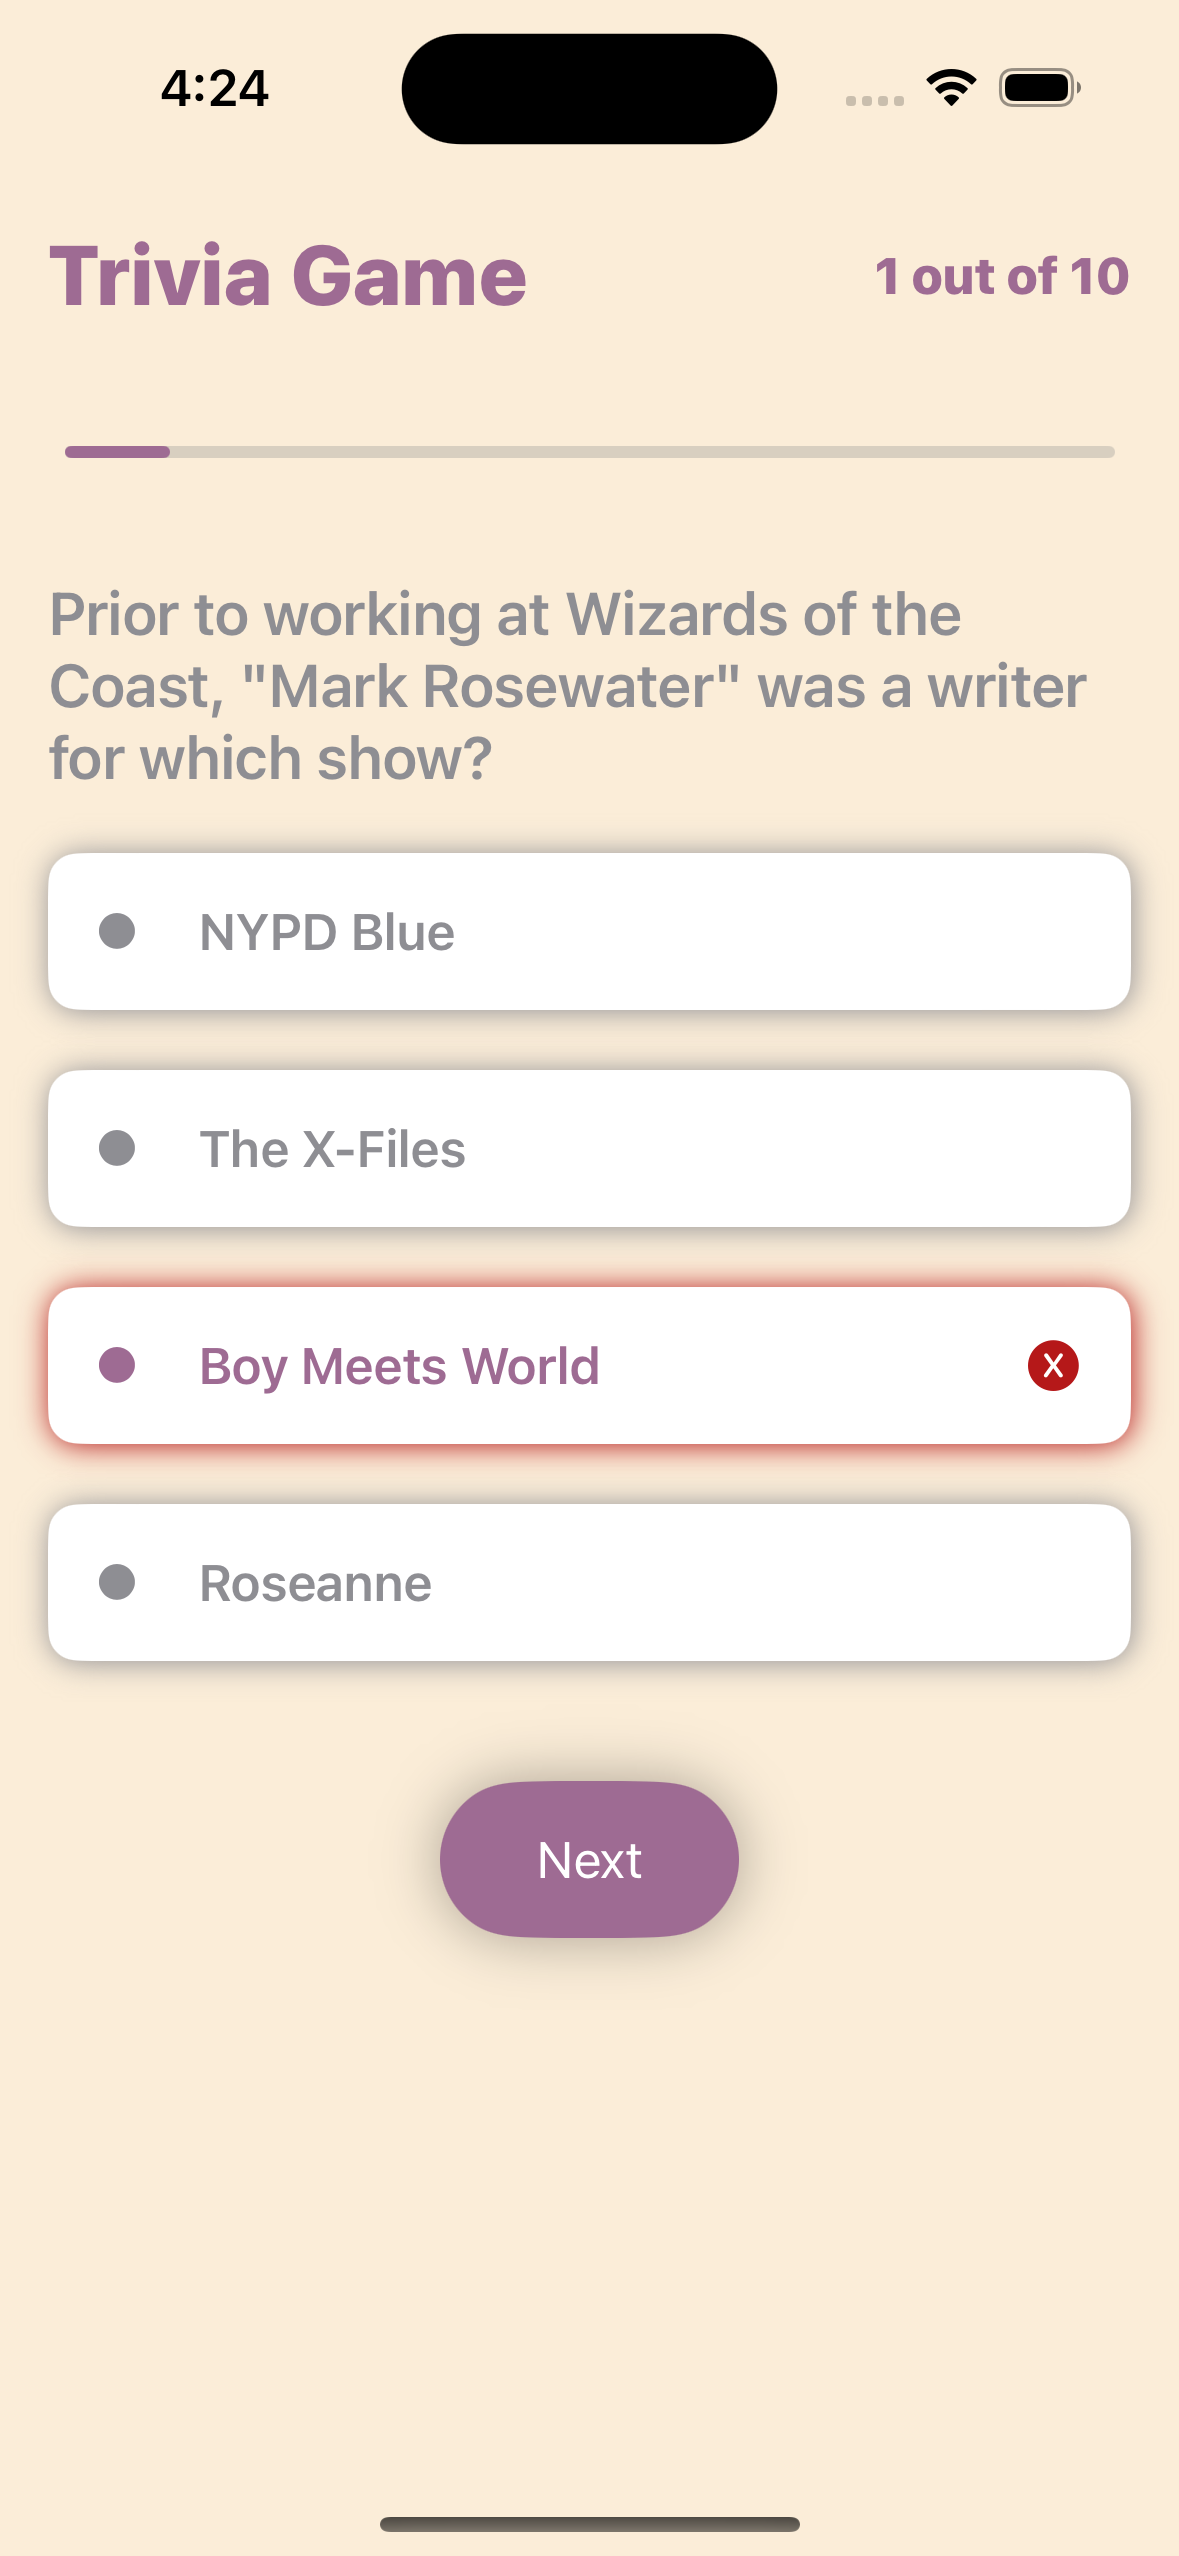 4:24
Trivia Game
1 out of 10
Prior to working at Wizards of the
Coast, "Mark Rosewater" was a writer
for which show?
NYPD Blue
The X-Files
Boy Meets World
Roseanne
Next